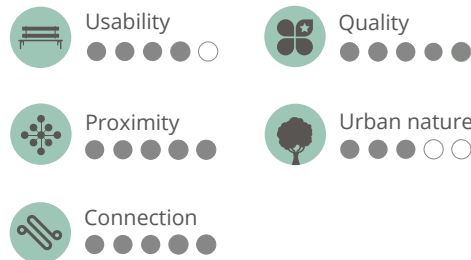 Usability
Quality
Proximity
Urban nature
Connection